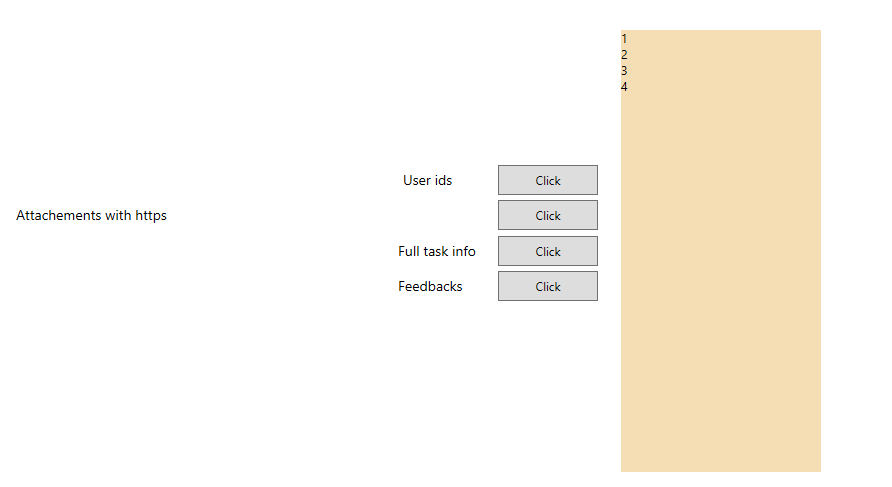 1
2
3
4
User ids
Click
Attachements with https
Click
Full task info
Click
Feedbacks
Click